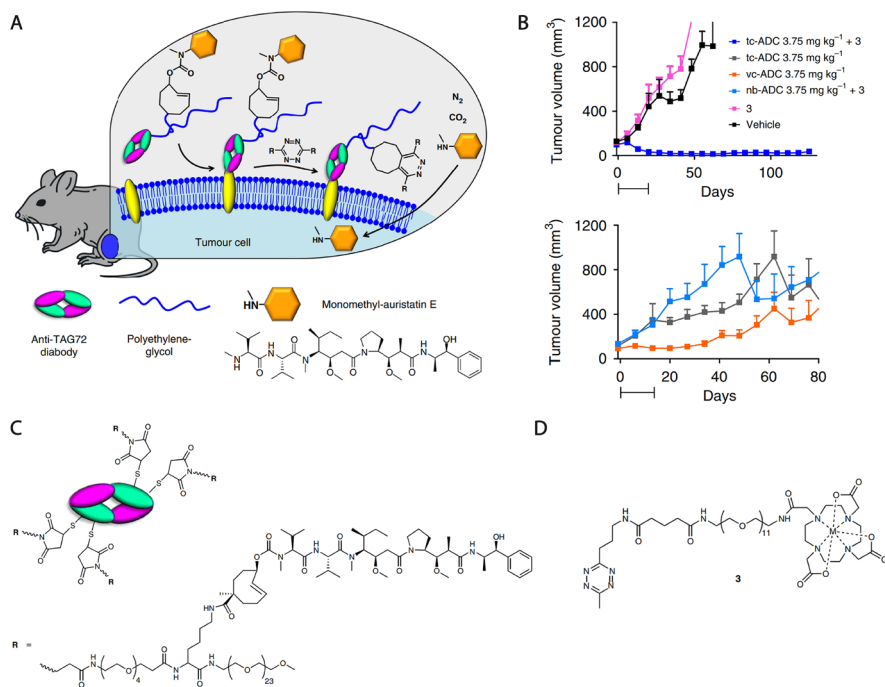 A
N
O
O
N
O
O
R
R
N=N
N=N
R
R
N
N
N2
CO2
HN
HN
Tumour cell
HN
Anti-TAG72
diabody
Polyethylene-
glycol
Monomethyl-auristatin E
B
Tumour volume (mm3)
1200
800
400
0
0
50
100
Days
tc-ADC 3.75 mg kg−1 + 3
tc-ADC 3.75 mg kg−1
vc-ADC 3.75 mg kg−1
nb-ADC 3.75 mg kg−1 + 3
3
Vehicle
Tumour volume (mm3)
1200
800
400
0
0
20
40
60
80
Days
C
R
R
R
R
R =
4
23
D
11
M
3